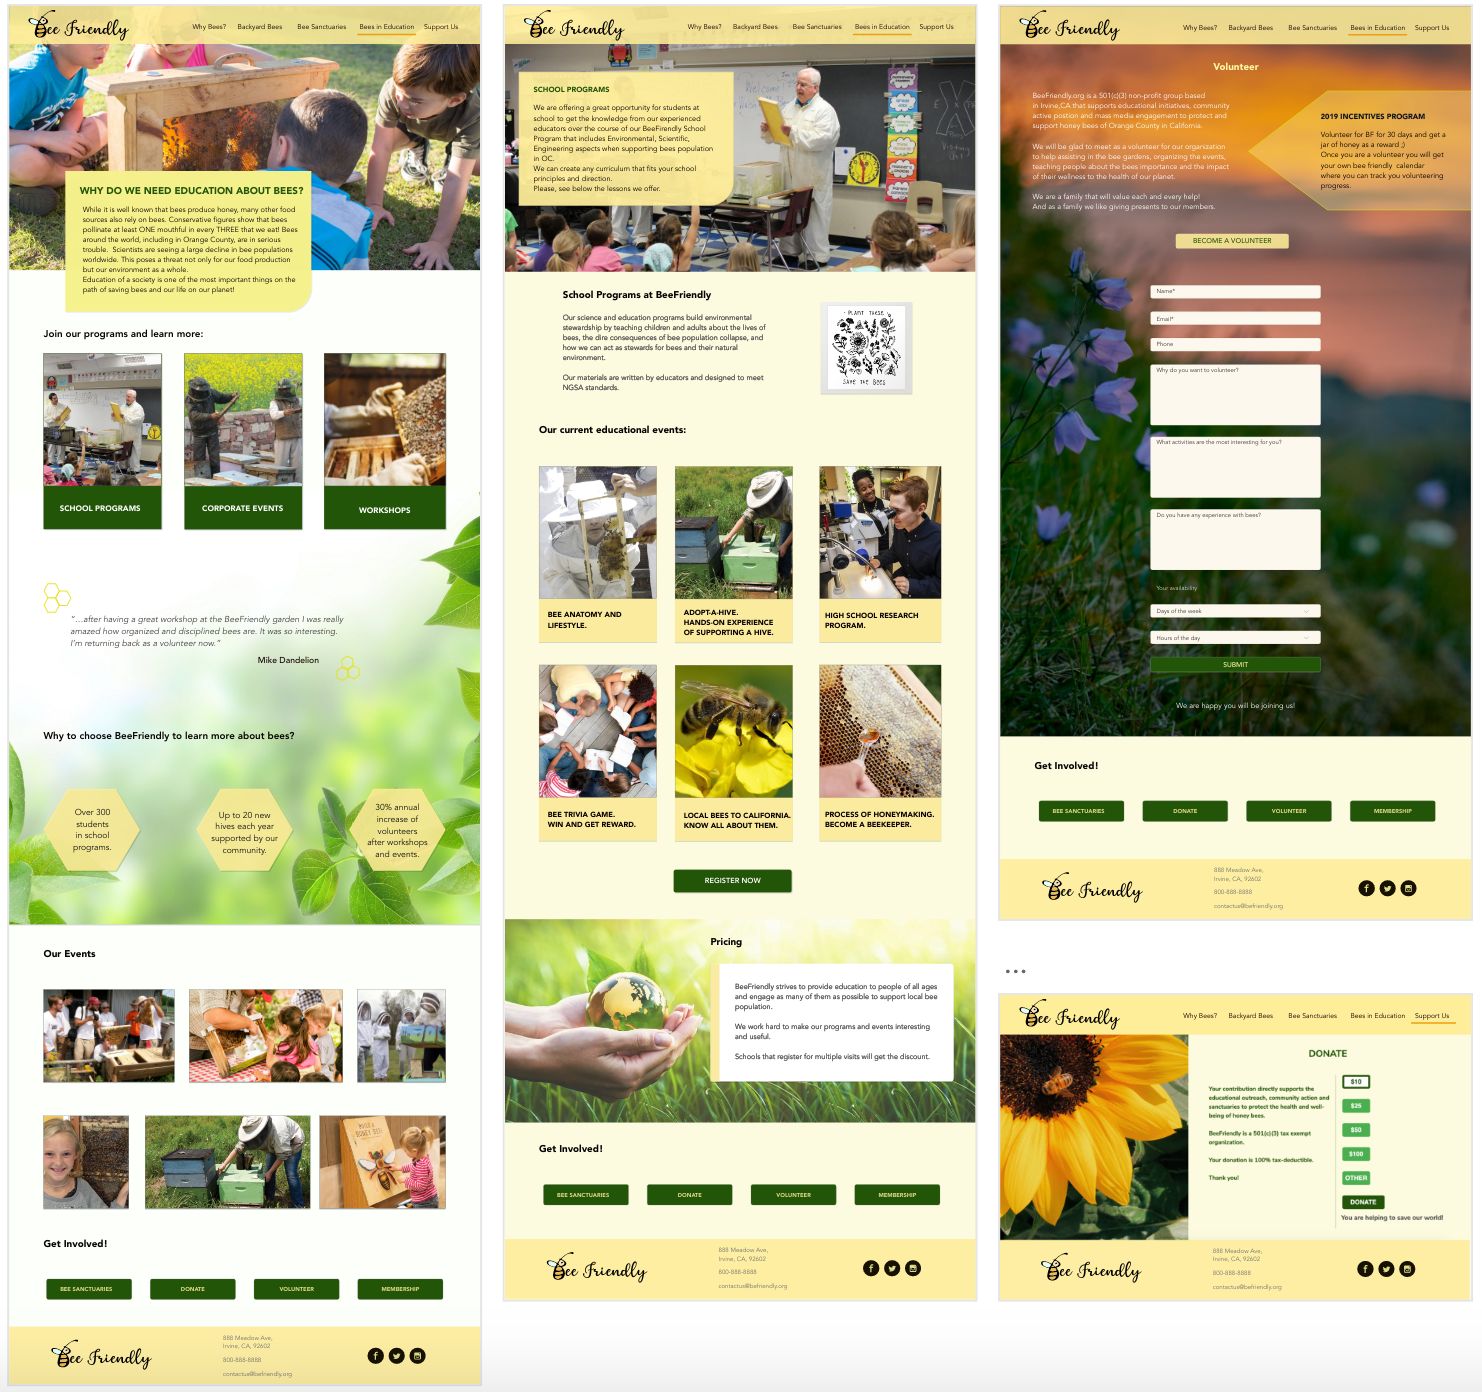 Bee Friendly
Why Bees? Backyard Bees Bee Sanctuaries Bees in Education Support Us
WHY DO WE NEED EDUCATION ABOUT BEES?
While it is well known that bees produce honey, many other food
sources also rely on bees. Conservative figures show that bees
pollinate at least ONE mouthful in every THREE that we eat! Bees
around the world, including in Orange County, are in serious
trouble. Scientists are seeing a large decline in bee populations
worldwide. This poses a threat not only for our food production
but our environment as a whole.
Education of a society is one of the most important things on the
path of saving bees and our life on our planet!
Join our programs and learn more:
SCHOOL PROGRAMS
CORPORATE EVENTS
WORKSHOPS
"...after having a great workshop at the BeeFriendly garden I was really
amazed how organized and disciplined bees are. It was so interesting.
I'm returning back as a volunteer now."
Mike Dandelion
Why to choose BeeFriendly to learn more about bees?
Over 300
students
in school
programs.
Up to 20 new
hives each year
supported by our
community.
30% annual
increase of
volunteers
after workshops
and events.
Our Events
Get Involved!
BEE SANCTUARIES
DONATE
VOLUNTEER
MEMBERSHIP
Bee Friendly
888 Meadow Ave,
Irvine, CA, 92602
800-888-8888
contactus@befriendly.org
Bee Friendly
Why Bees? Backyard Bees Bee Sanctuaries Bees in Education Support Us
SCHOOL PROGRAMS
We are offering a great opportunity for students at
school to get the knowledge from our experienced
educators over the course of our BeeFirendly School
Program that includes Environmental, Scientific,
Engineering aspects when supporting bees population
in OC.
We can create any curriculum that fits your school
principles and direction.
Please, see below the lessons we offer.
School Programs at BeeFriendly
Our science and education programs build environmental
stewardship by teaching children and adults about the lives of
bees, the dire consequences of bee population collapse, and
how we can act as stewards for bees and their natural
environment.
Our materials are written by educators and designed to meet
NGSA standards.
PLANT THESE
SAVE THE BEES
Our current educational events:
BEE ANATOMY AND
LIFESTYLE.
ADOPT-A-HIVE.
HANDS-ON EXPERIENCE
OF SUPPORTING A HIVE.
HIGH SCHOOL RESEARCH
PROGRAM.
BEE TRIVIA GAME.
WIN AND GET REWARD.
LOCAL BEES TO CALIFORNIA.
KNOW ALL ABOUT THEM.
PROCESS OF HONEYMAKING.
BECOME A BEEKEEPER.
REGISTER NOW
Pricing
BeeFriendly strives to provide education to people of all ages
and engage as many of them as possible to support local bee
population.
We work hard to make our programs and events interesting
and useful.
Schools that register for multiple visits will get the discount.
Get Involved!
BEE SANCTUARIES
DONATE
VOLUNTEER
MEMBERSHIP
Bee Friendly
888 Meadow Ave,
Irvine, CA, 92602
800-888-8888
contactus@befriendly.org
Bee Friendly
Why Bees? Backyard Bees Bee Sanctuaries Bees in Education Support Us
Volunteer
BeeFriendly.org is a 501(c)(3) non-profit group based
in Irvine,CA that supports educational initiatives, community
active postion and mass media engagement to protect and
support honey bees of Orange County in California.
We will be glad to meet as a volunteer for our organization
to help assisting in the bee gardens, organizing the events,
teaching people about the bees importance and the impact
of their wellness to the health of our planet.
We are a family that will value each and every help!
And as a family we like giving presents to our members.
2019 INCENTIVES PROGRAM
Volunteer for BF for 30 days and get a
jar of honey as a reward ;)
Once you are a volunteer you will get
your own bee friendly calendar
where you can track you volunteering
progress.
BECOME A VOLUNTEER
Name*
Email*
Phone
Why do you want to volunteer?
What activities are the most interesting for you?
Do you have any experience with bees?
Your availability
Days of the week
Hours of the day
SUBMIT
We are happy you will be joining us!
Get Involved!
BEE SANCTUARIES
DONATE
VOLUNTEER
MEMBERSHIP
Bee Friendly
888 Meadow Ave,
Irvine, CA, 92602
800-888-8888
contactus@befriendly.org
...
Bee Friendly
Why Bees? Backyard Bees Bee Sanctuaries Bees in Education Support Us
DONATE
Your contribution directly supports the
educational outreach, community action and
sanctuaries to protect the health and well-
being of honey bees.
BeeFriendly is a 501(c)(3) tax exempt
organization.
Your donation is 100% tax-deductible.
Thank you!
$10
$25
$50
$100
OTHER
DONATE
You are helping to save our world!
Bee Friendly
888 Meadow Ave,
Irvine, CA, 92602
800-888-8888
contactus@befriendly.org